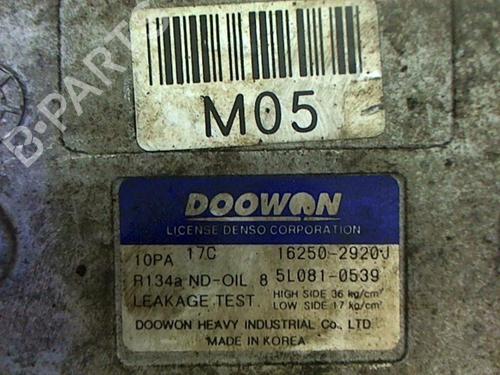 B-PARTS
M05
DOOWON
LICENSE DENSO CORPORATION
10PA 17C 16250-2920J
R134a ND-OIL 8 5L081-0539
LEAKAGE TEST HIGH SIDE 36 kg/cm²
LOW SIDE 17 kg/cm²
DOOWON HEAVY INDUSTRIAL Co., LTD
MADE IN KOREA